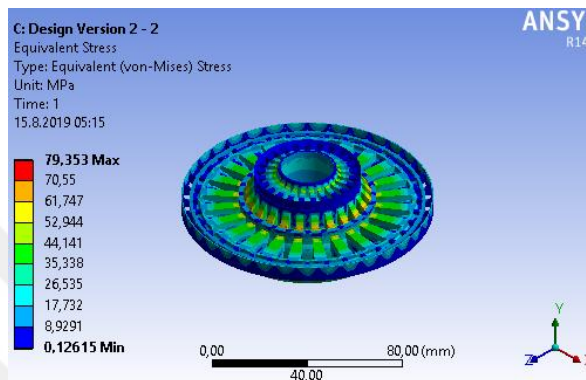 C: Design Version 2 - 2
Equivalent Stress
Type: Equivalent (von-Mises) Stress
Unit: MPa
Time: 1
15.8.2019 05:15
79,353 Max
70,55
61,747
52,944
44,141
35,338
26,535
17,732
8,9291
0,12615 Min
ANSY
R14
0,00
80,00 (mm)
40,00
Y
Z